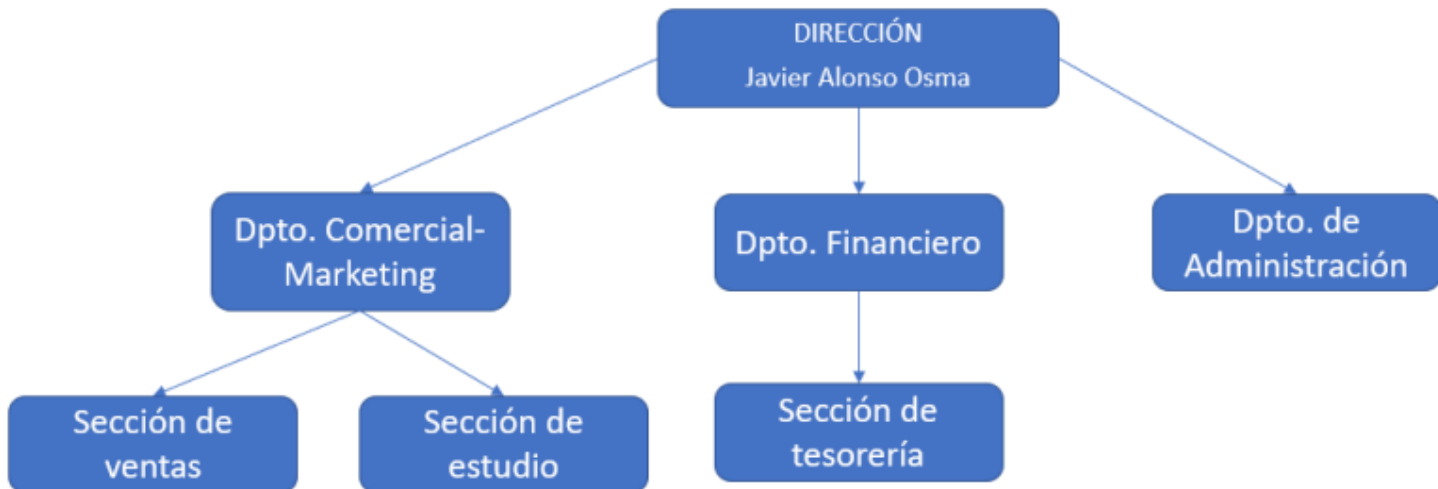 DIRECCIÓN
Javier Alonso Osma
Dpto. Comercial-
Marketing
Dpto. Financiero
Dpto. de
Administración
Sección de
ventas
Sección de
estudio
Sección de
tesorería